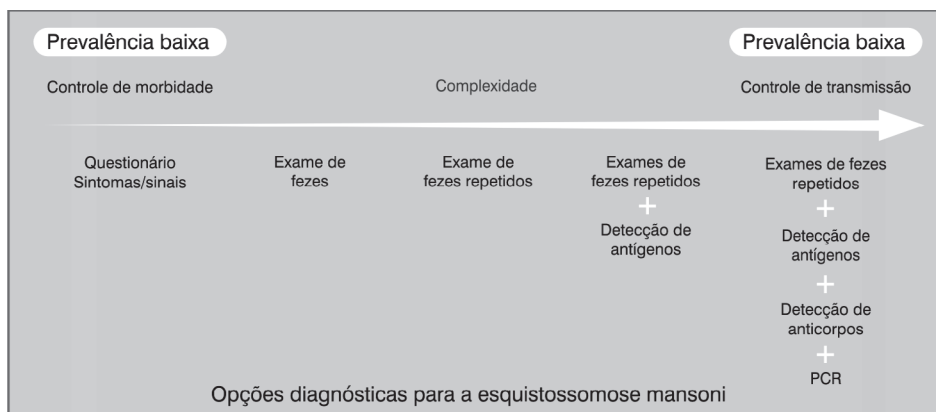 Prevalência baixa
Prevalência baixa
Controle de morbidade
Complexidade
Controle de transmissão
Questionário
Sintomas/sinais
Exame de
fezes
Exame de
fezes repetidos
Exames de
fezes repetidos
+
Detecção de
antígenos
Exames de fezes
repetidos
+
Detecção de
antígenos
+
Detecção de
anticorpos
+
PCR
Opções diagnósticas para a esquistossomose mansoni